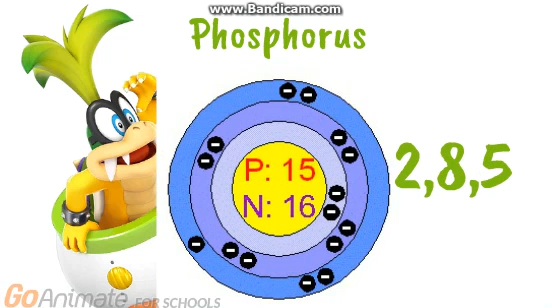 www.Bandicam.com
Phosphorus
P: 15
N: 16
2,8,5
GoAnimate FOR SCHOOLS